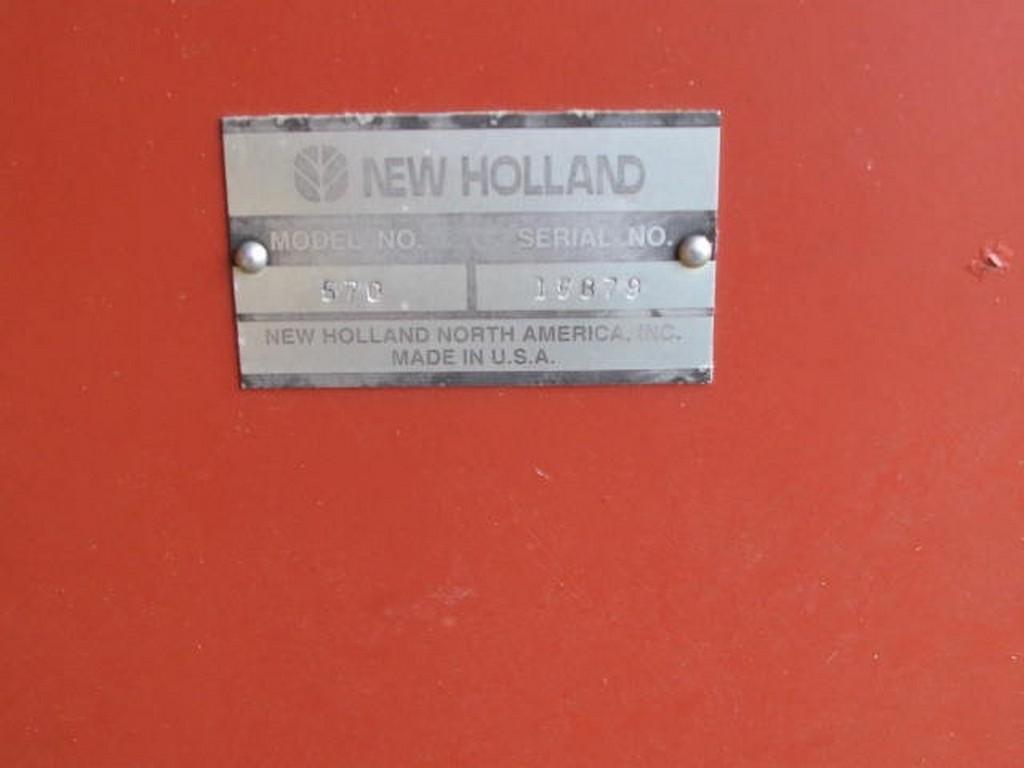 NEW HOLLAND
MODEL NO. SERIAL NO.
570
NEW HOLLAND NORTH AMERICA, INC.
MADE IN U.S.A.